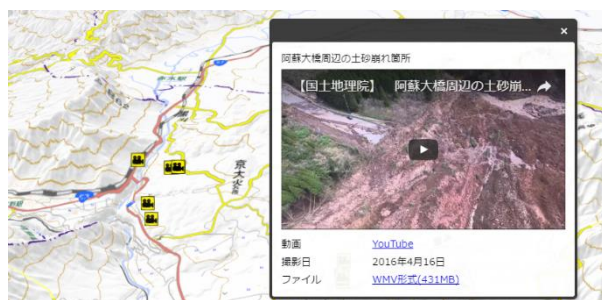 ×
阿蘇大橋周辺の土砂崩れ箇所
【国土地理院】 阿蘇大橋周辺の土砂崩...
動画 YouTube
撮影日 2016年4月16日
ファイル WMV形式(431MB)
赤水駅
京大火山